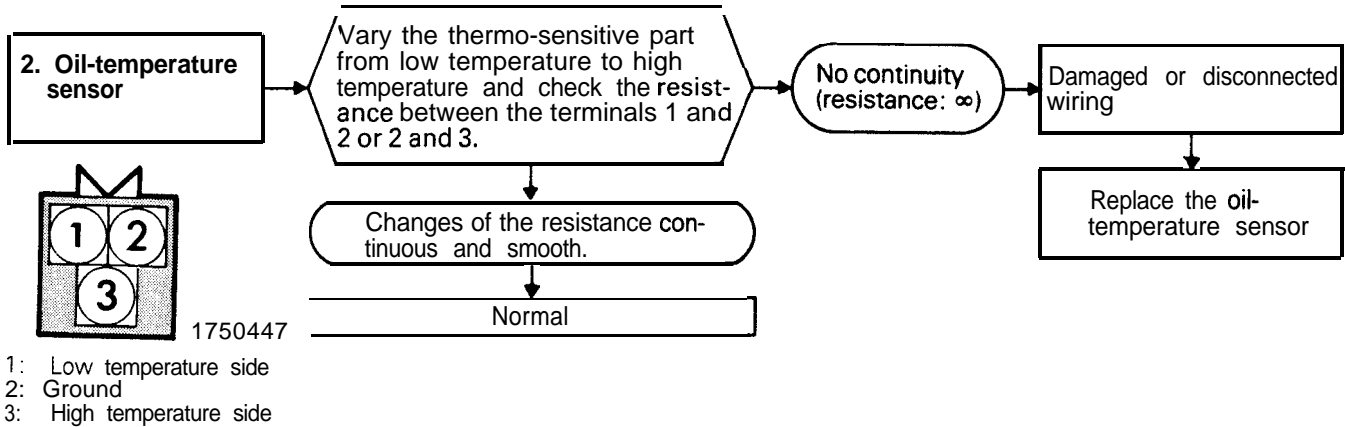 2. Oil-temperature
sensor
Vary the thermo-sensitive part
from low temperature to high
temperature and check the resist-
ance between the terminals 1 and
2 or 2 and 3.
No continuity
(resistance: ∞)
Damaged or disconnected
wiring
Replace the oil-
temperature sensor
Changes of the resistance con-
tinuous and smooth.
Normal
1 2
3
1750447
1: Low temperature side
2: Ground
3: High temperature side